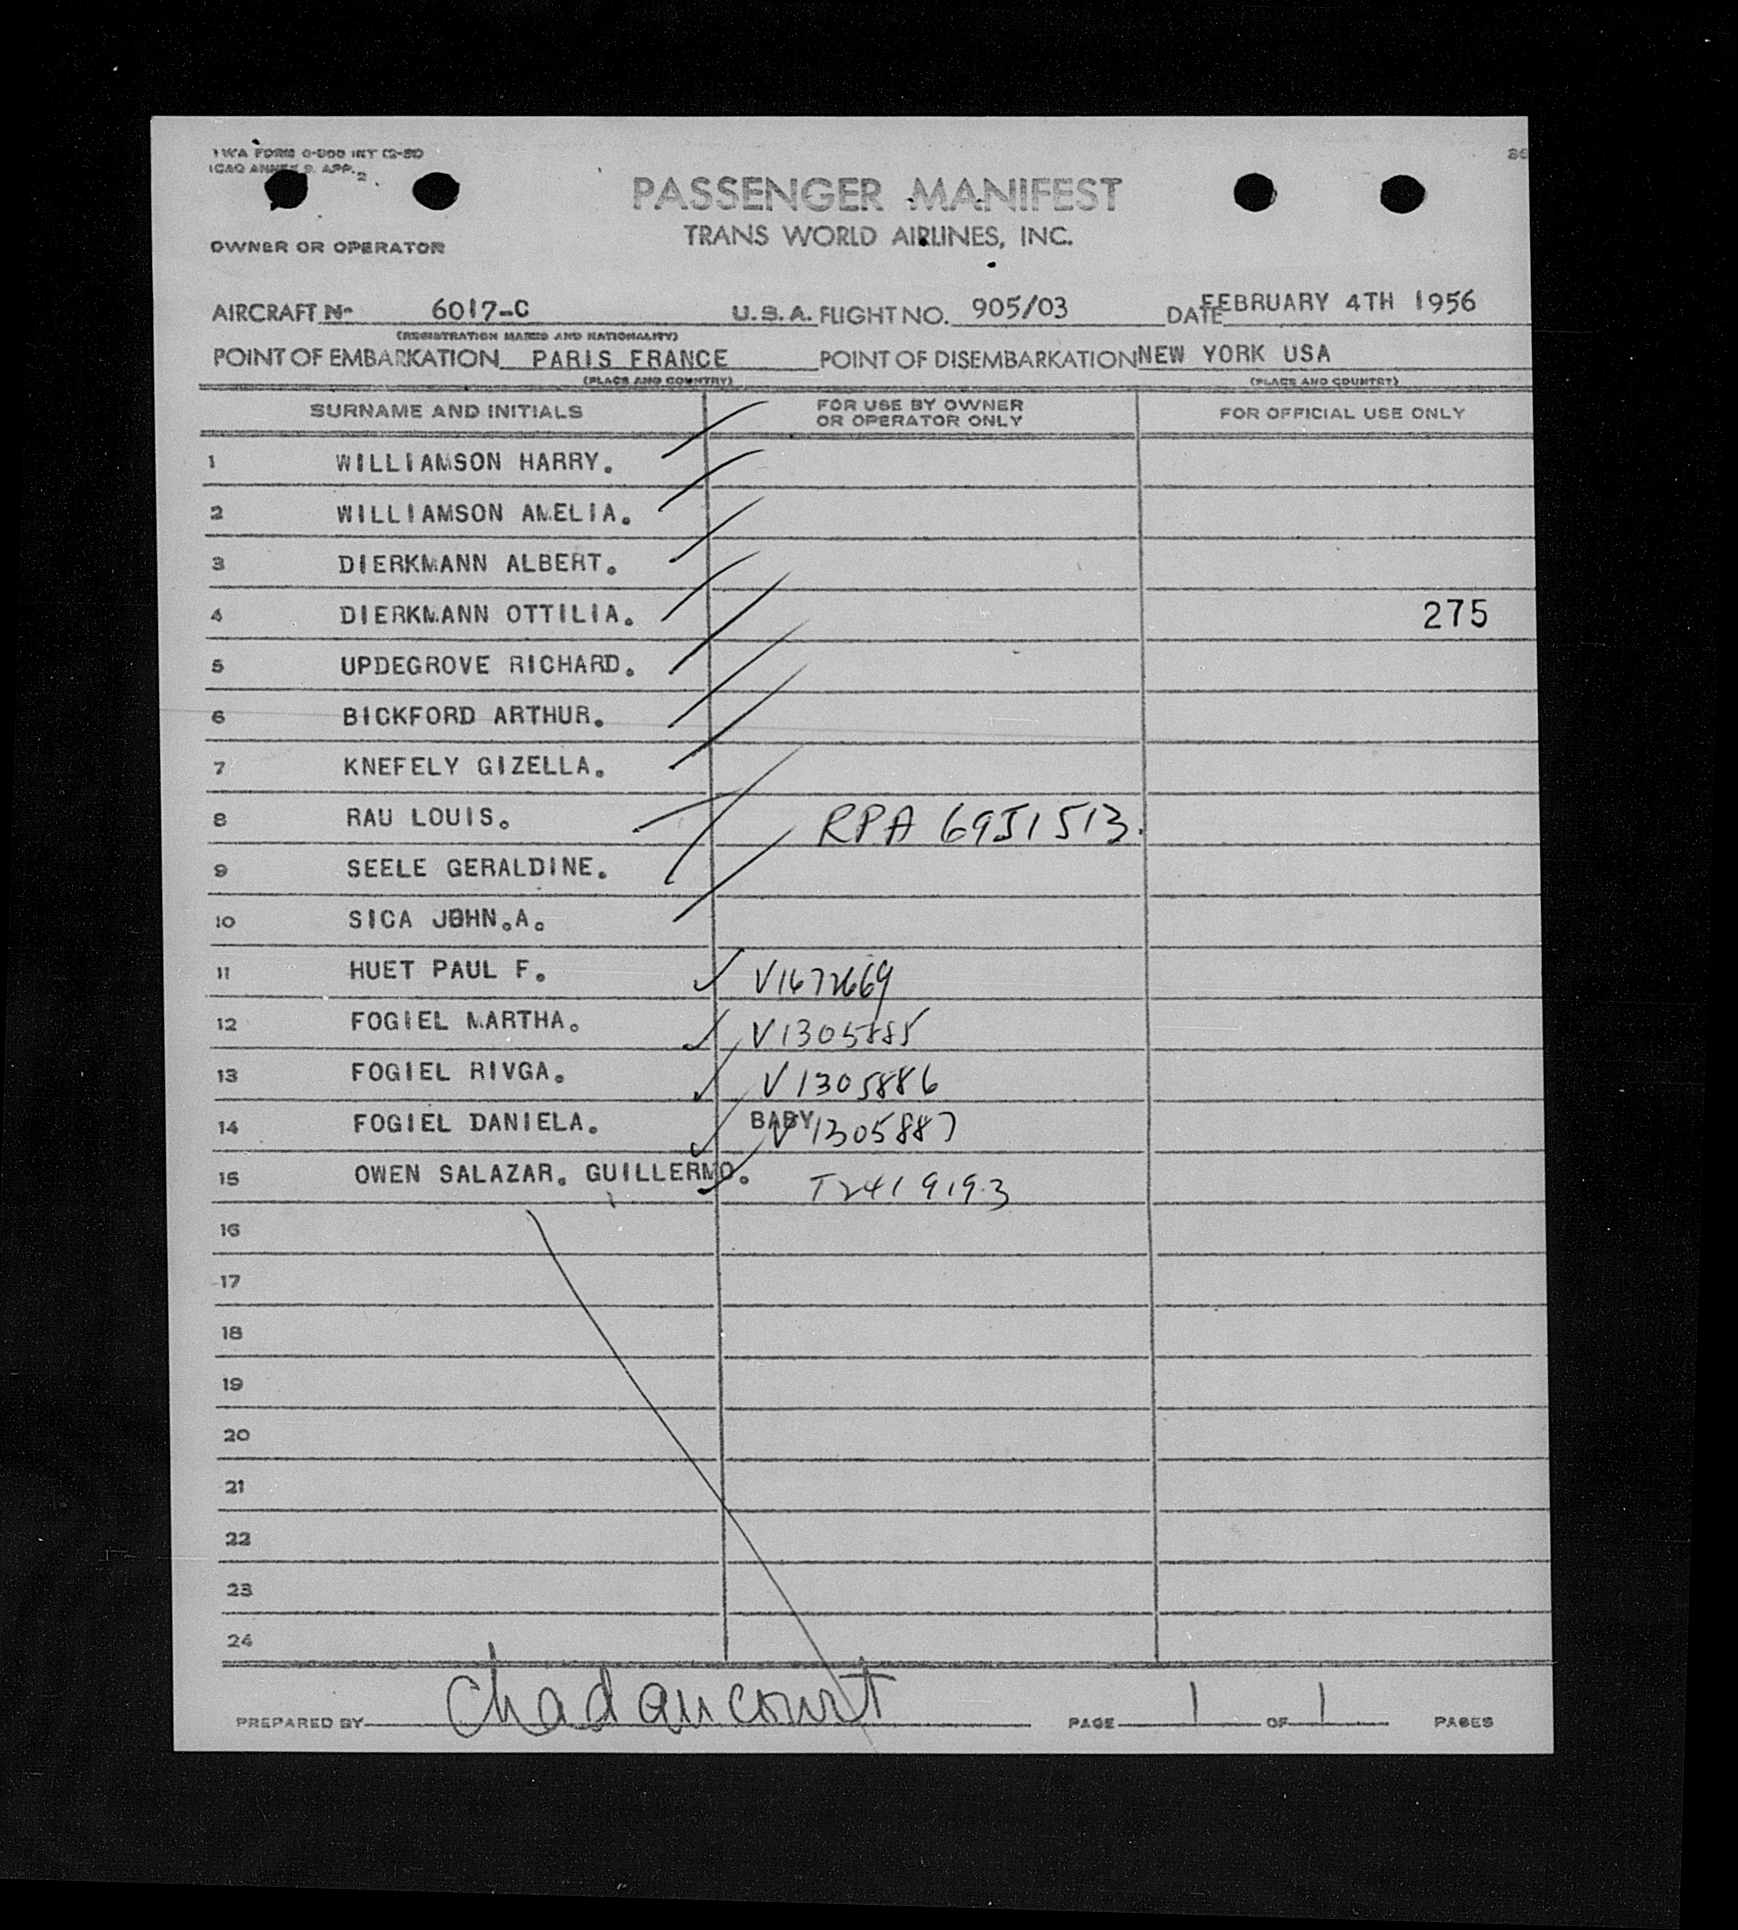 TWA FORM
ICAO ANNEX 9. APP. 2
PASSENGER MANIFEST
TRANS WORLD AIRLINES, INC.
OWNER OR OPERATOR
AIRCRAFT No 6017-C U.S.A. FLIGHT NO. 905/03 DATE FEBRUARY 4TH 1956
(REGISTRATION MARKS AND NATIONALITY)
POINT OF EMBARKATION PARIS FRANCE POINT OF DISEMBARKATION NEW YORK USA
(PLACE AND COUNTRY) (PLACE AND COUNTRY)
SURNAME AND INITIALS FOR USE BY OWNER OR OPERATOR ONLY FOR OFFICIAL USE ONLY
1 WILLIAMSON HARRY.
2 WILLIAMSON AMELIA.
3 DIERKMANN ALBERT.
4 DIERKMANN OTTILIA. 275
5 UPDEGROVE RICHARD.
6 BICKFORD ARTHUR.
7 KNEFELY GIZELLA.
8 RAU LOUIS. RPA 6951513.
9 SEELE GERALDINE.
10 SICA JOHN.A.
11 HUET PAUL F. V1672669
12 FOGIEL MARTHA. V1305885
13 FOGIEL RIVGA. V1305886
14 FOGIEL DANIELA. BABY V1305887
15 OWEN SALAZAR. GUILLERMO. T2419193
16
17
18
19
20
21
22
23
24
PREPARED BY Chadaucourt PAGE 1 OF 1 PAGES